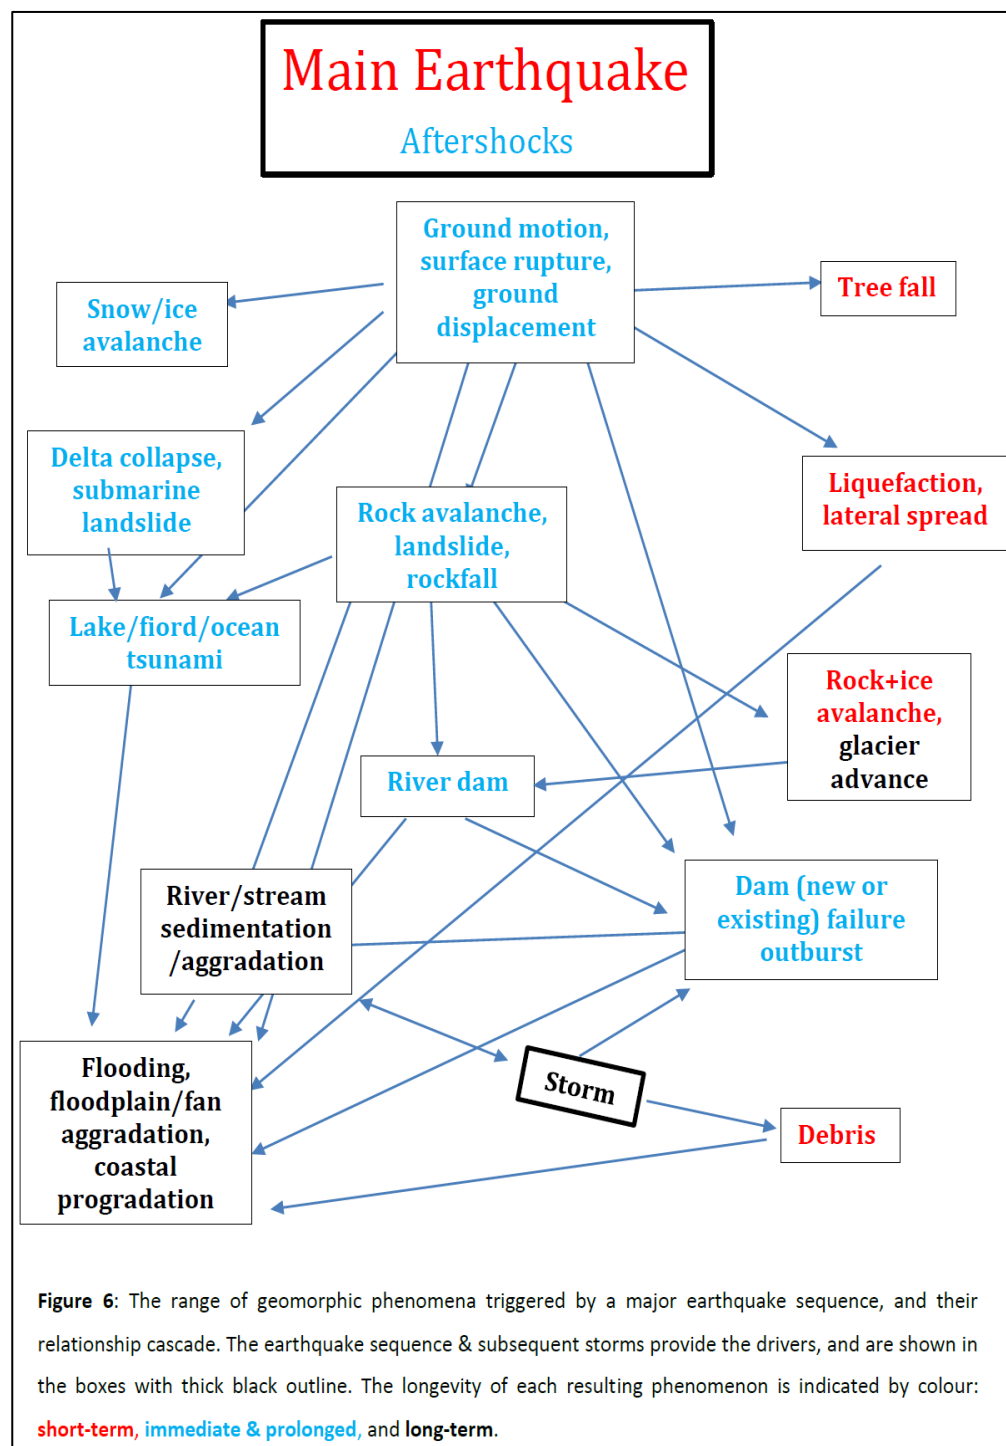 Main Earthquake
Aftershocks
Ground motion,
surface rupture,
ground
displacement
Tree fall
Snow/ice
avalanche
Delta collapse,
submarine
landslide
Rock avalanche,
landslide,
rockfall
Liquefaction,
lateral spread
Lake/fiord/ocean
tsunami
Rock+ice
avalanche,
glacier
advance
River dam
River/stream
sedimentation
/aggradation
Dam (new or
existing) failure
outburst
Storm
Flooding,
floodplain/fan
aggradation,
coastal
progradation
Debris
Figure 6: The range of geomorphic phenomena triggered by a major earthquake sequence, and their
relationship cascade. The earthquake sequence & subsequent storms provide the drivers, and are shown in
the boxes with thick black outline. The longevity of each resulting phenomenon is indicated by colour:
short-term, immediate & prolonged, and long-term.